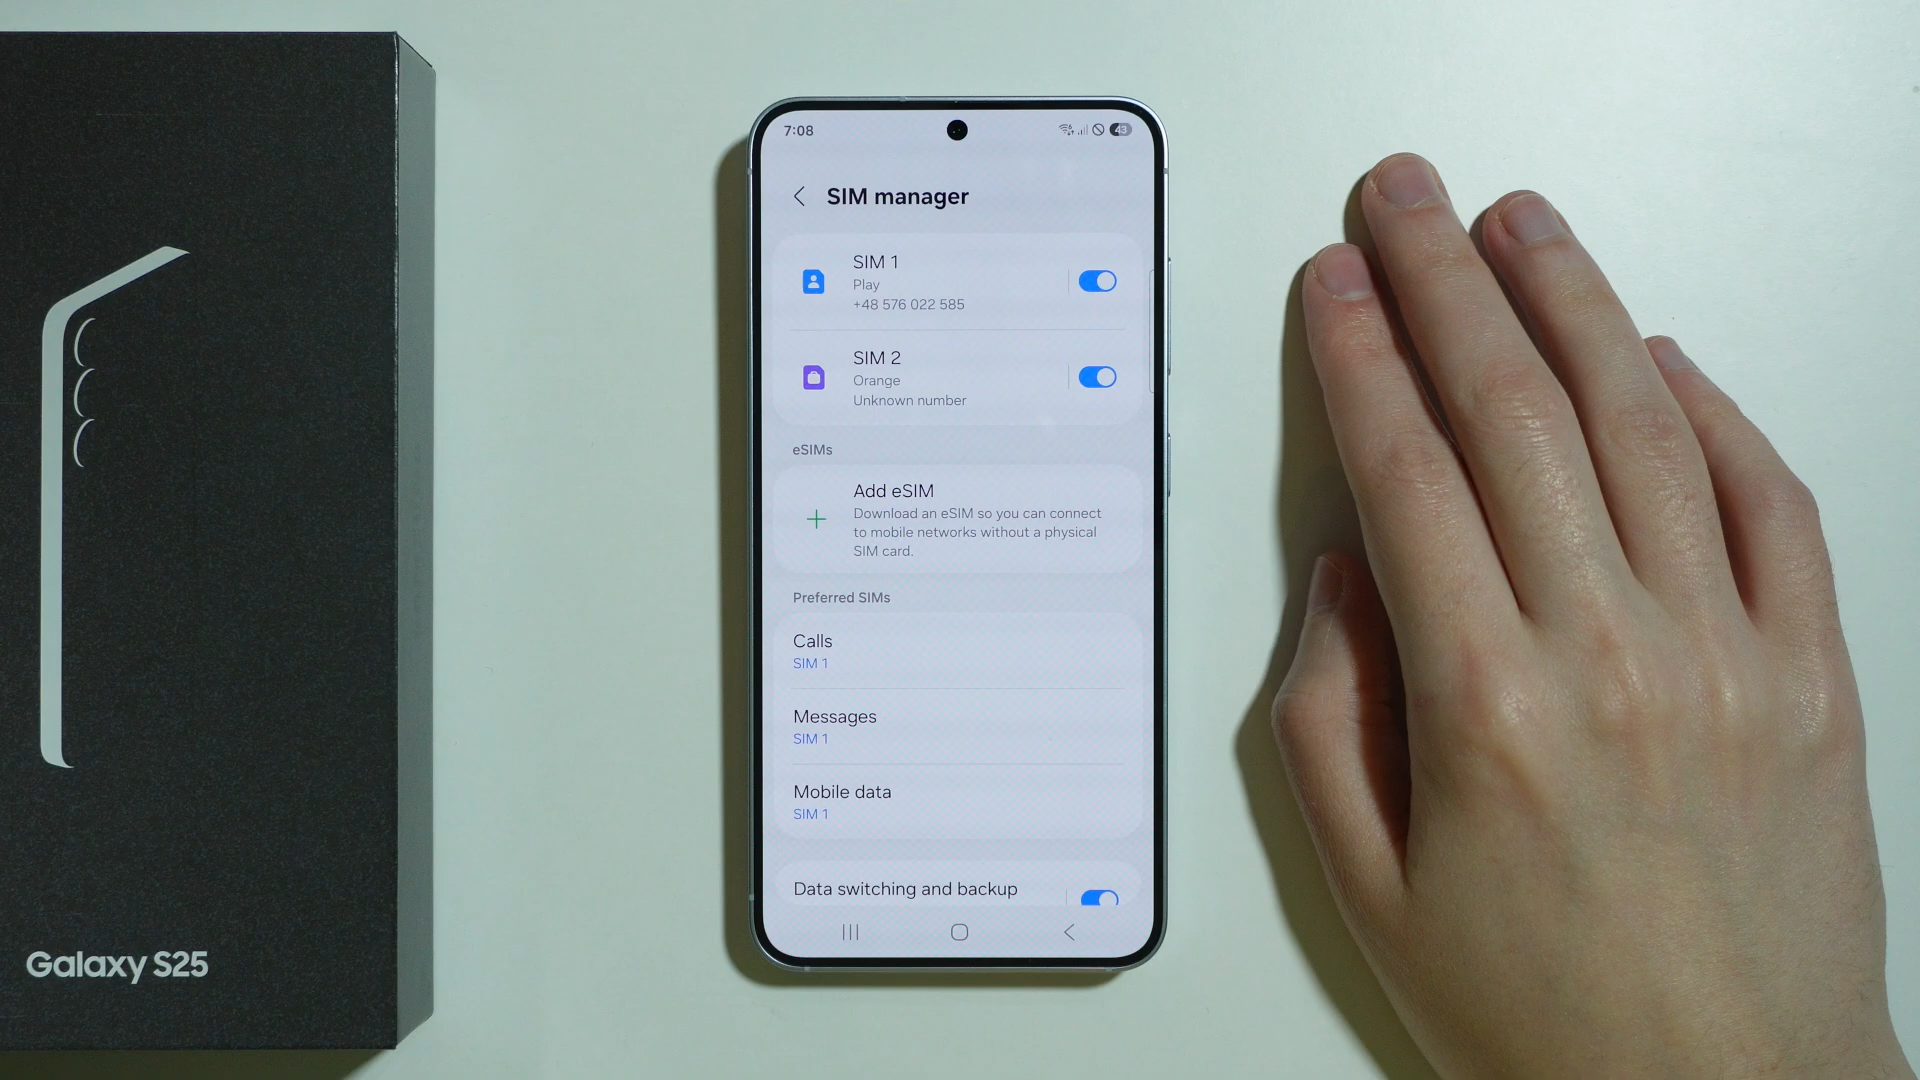 Galaxy S25
7:08
43
SIM manager
SIM 1
Play
+48 576 022 585
SIM 2
Orange
Unknown number
eSIMs
Add eSIM
Download an eSIM so you can connect
to mobile networks without a physical
SIM card.
Preferred SIMs
Calls
SIM 1
Messages
SIM 1
Mobile data
SIM 1
Data switching and backup